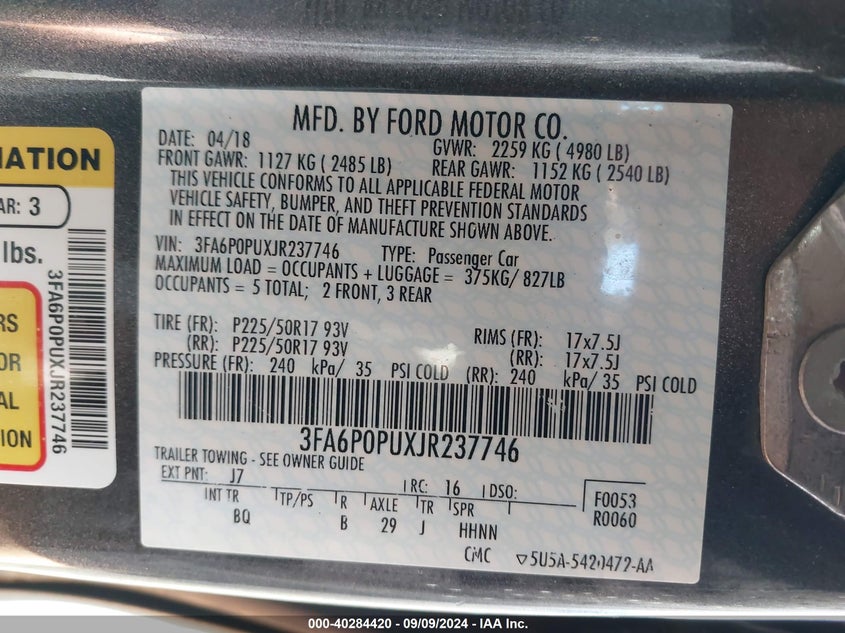 MFD. BY FORD MOTOR CO.
DATE: 04/18 GVWR: 2259 KG ( 4980 LB)
FRONT GAWR: 1127 KG ( 2485 LB) REAR GAWR: 1152 KG ( 2540 LB)
THIS VEHICLE CONFORMS TO ALL APPLICABLE FEDERAL MOTOR
VEHICLE SAFETY, BUMPER, AND THEFT PREVENTION STANDARDS
IN EFFECT ON THE DATE OF MANUFACTURE SHOWN ABOVE.
VIN: 3FA6P0PUXJR237746 TYPE: Passenger Car
MAXIMUM LOAD = OCCUPANTS + LUGGAGE = 375KG/ 827LB
OCCUPANTS = 5 TOTAL; 2 FRONT, 3 REAR
TIRE (FR): P225/50R17 93V RIMS (FR): 17x7.5J
(RR): P225/50R17 93V (RR): 17x7.5J
PRESSURE (FR): 240 kPa/ 35 PSI COLD (RR): 240 kPa/ 35 PSI COLD
3FA6P0PUXJR237746
TRAILER TOWING - SEE OWNER GUIDE
EXT PNT: J7 RC: 16 DSO: F0053
INT TR TP/PS R AXLE TR SPR R0060
BQ B 29 J HHNN
CMC ▽5U5A-5420472-AA
MATION
AR: 3
lbs.
3FA6P0PUXJR237746
RS
OR
AL
ION
000-40284420 - 09/09/2024 - IAA Inc.